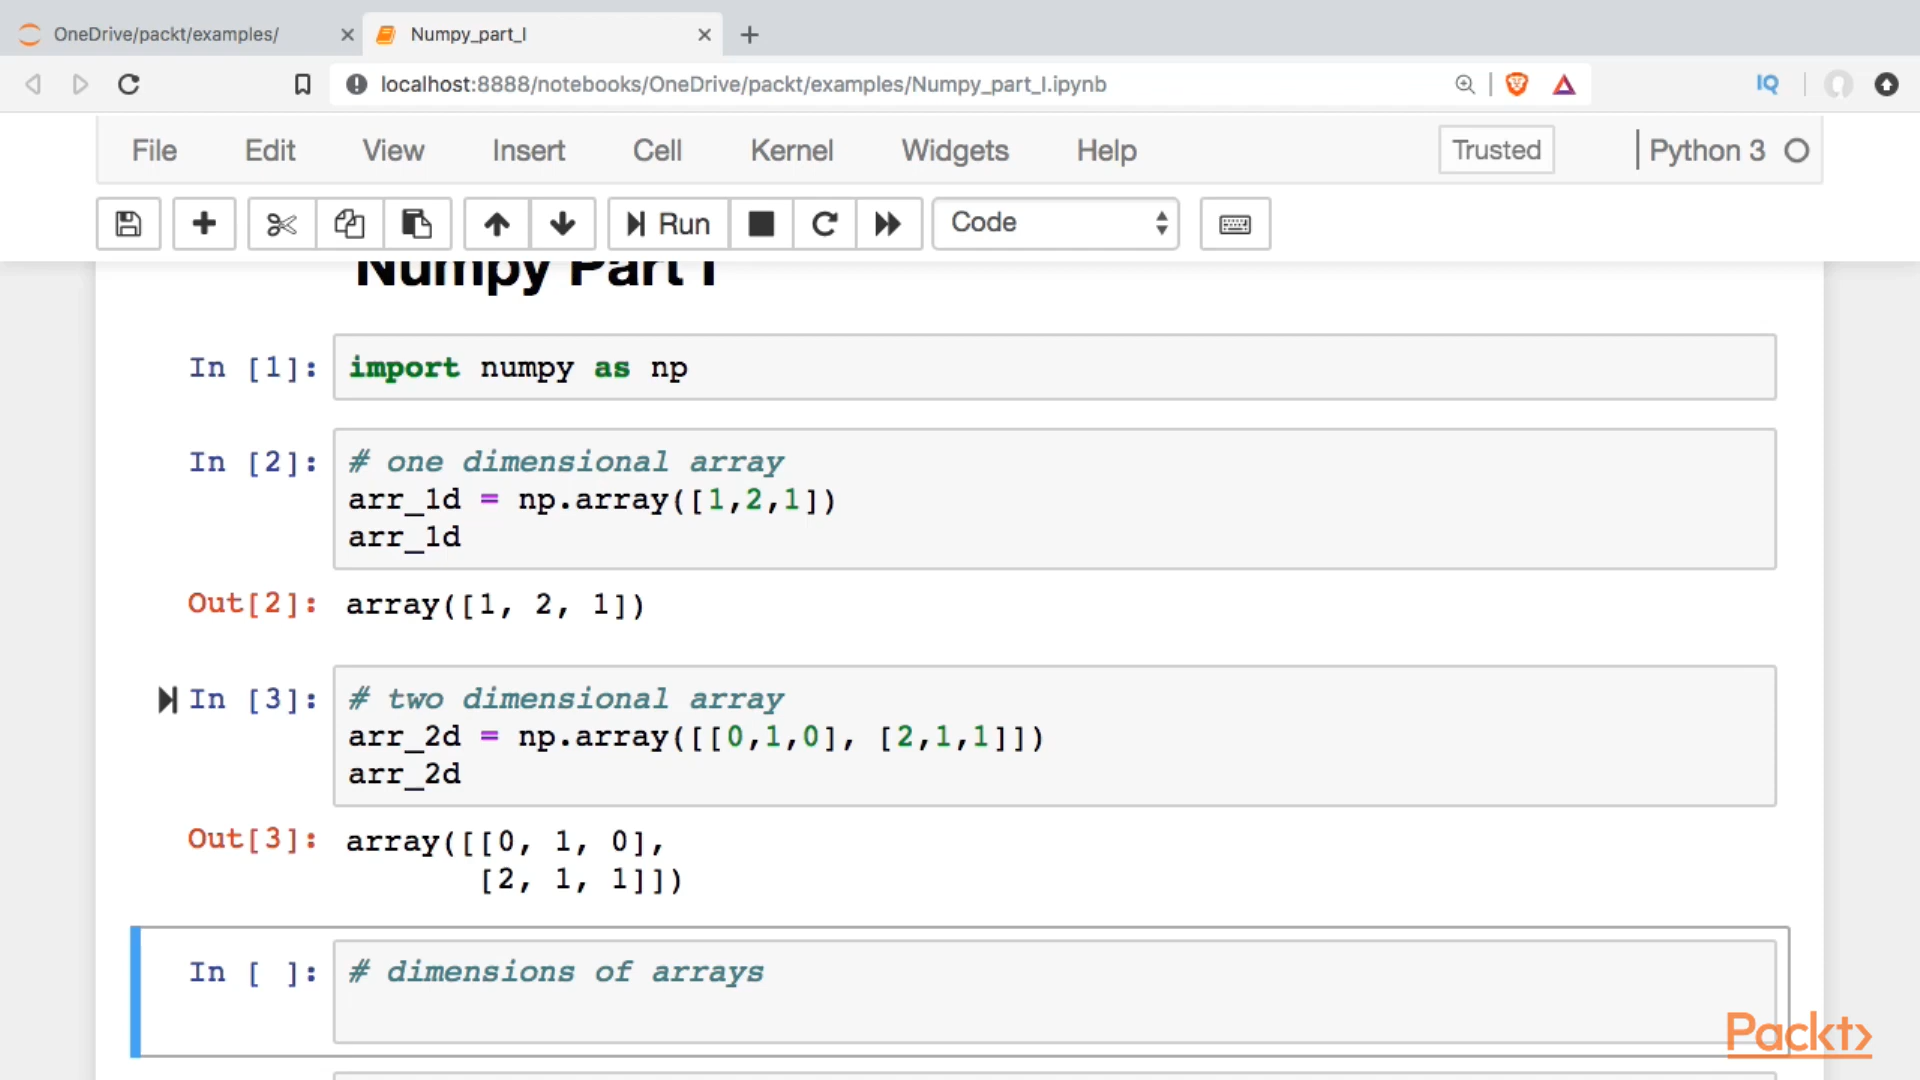 OneDrive/packt/examples/
Numpy_part_I
localhost:8888/notebooks/OneDrive/packt/examples/Numpy_part_I.ipynb
IQ
File Edit View Insert Cell Kernel Widgets Help Trusted Python 3
Run Code
Numpy Part I
In [1]: import numpy as np
In [2]: # one dimensional array
arr_1d = np.array([1,2,1])
arr_1d
Out[2]: array([1, 2, 1])
In [3]: # two dimensional array
arr_2d = np.array([[0,1,0], [2,1,1]])
arr_2d
Out[3]: array([[0, 1, 0],
[2, 1, 1]])
In [ ]: # dimensions of arrays
Packt>